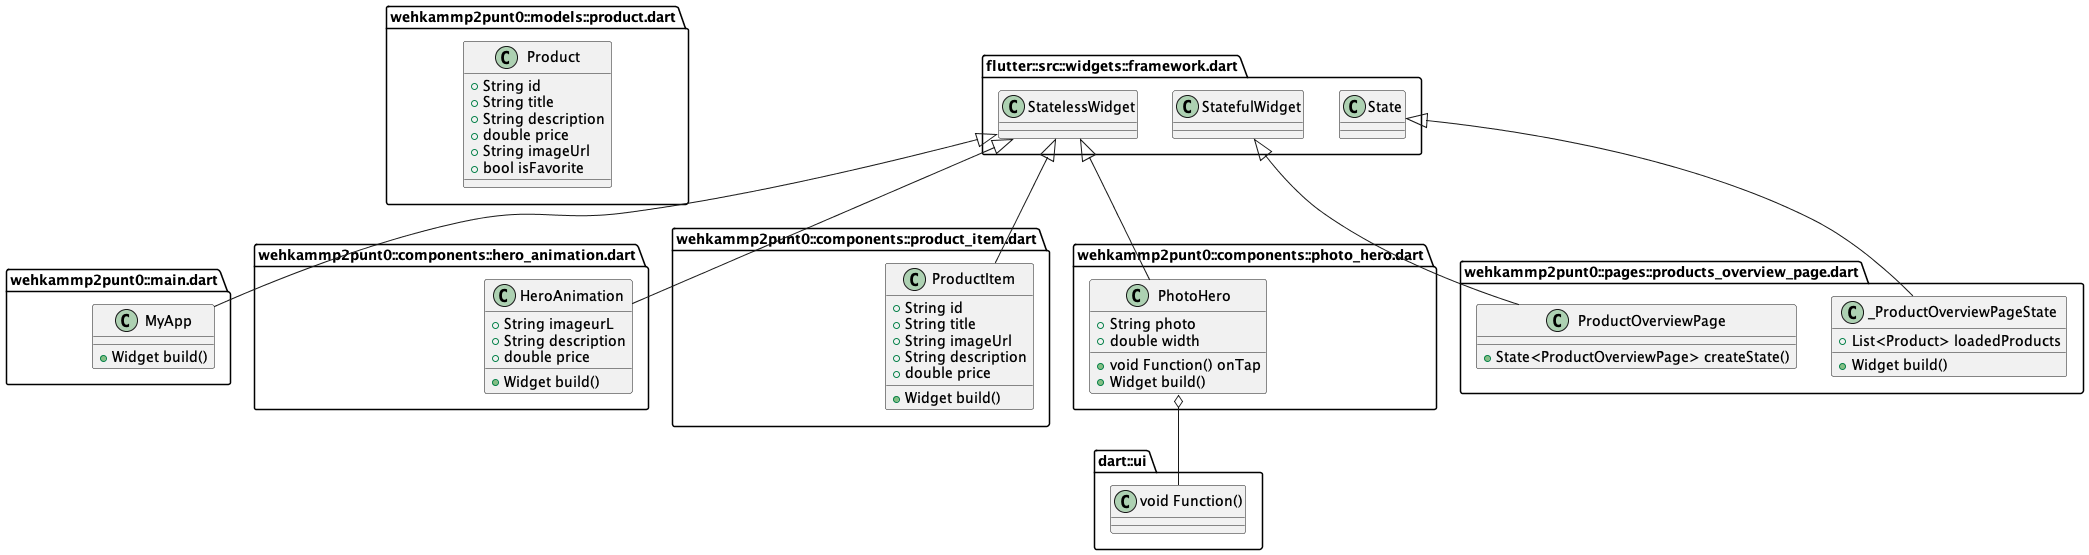 wehkammp2punt0::models::product.dart
C Product
String id
String title
String description
double price
String imageUrl
bool isFavorite
flutter::src::widgets::framework.dart
C StatelessWidget
C StatefulWidget
C State
wehkammp2punt0::main.dart
C MyApp
Widget build()
wehkammp2punt0::components::hero_animation.dart
C HeroAnimation
String imageurL
String description
double price
Widget build()
wehkammp2punt0::components::product_item.dart
C ProductItem
String id
String title
String imageUrl
String description
double price
Widget build()
wehkammp2punt0::components::photo_hero.dart
C PhotoHero
String photo
double width
void Function() onTap
Widget build()
wehkammp2punt0::pages::products_overview_page.dart
C ProductOverviewPage
State<ProductOverviewPage> createState()
C _ProductOverviewPageState
List<Product> loadedProducts
Widget build()
dart::ui
C void Function()